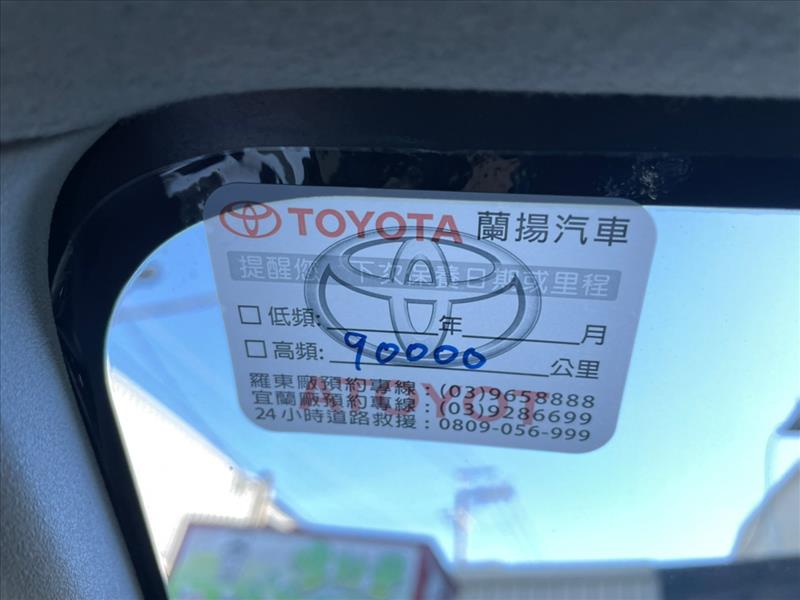 TOYOTA 蘭揚汽車
提醒您 下次保養日期或里程
□ 低頻: 年 月
□ 高頻: 90000 公里
羅東廠預約專線：(03)9658888
宜蘭廠預約專線：(03)9286699
24小時道路救援：0809-056-999